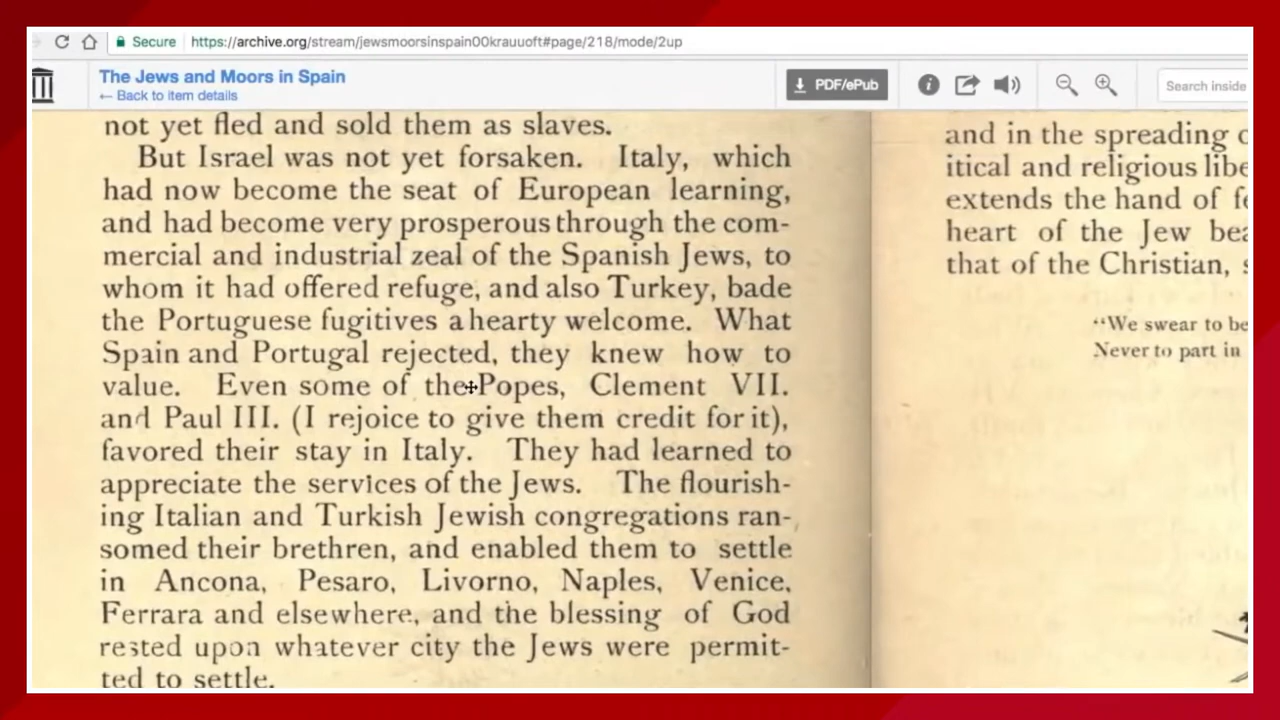 Secure https://archive.org/stream/jewsmoorsinspain00krauuoft#page/218/mode/2up
The Jews and Moors in Spain
← Back to item details
PDF/ePub
Search inside
not yet fled and sold them as slaves.
But Israel was not yet forsaken. Italy, which
had now become the seat of European learning,
and had become very prosperous through the com-
mercial and industrial zeal of the Spanish Jews, to
whom it had offered refuge, and also Turkey, bade
the Portuguese fugitives a hearty welcome. What
Spain and Portugal rejected, they knew how to
value. Even some of the Popes, Clement VII.
and Paul III. (I rejoice to give them credit for it),
favored their stay in Italy. They had learned to
appreciate the services of the Jews. The flourish-
ing Italian and Turkish Jewish congregations ran-
somed their brethren, and enabled them to settle
in Ancona, Pesaro, Livorno, Naples, Venice,
Ferrara and elsewhere, and the blessing of God
rested upon whatever city the Jews were permit-
ted to settle.
and in the spreading
itical and religious libe
extends the hand of fe
heart of the Jew bea
that of the Christian, s
"We swear to be
Never to part in